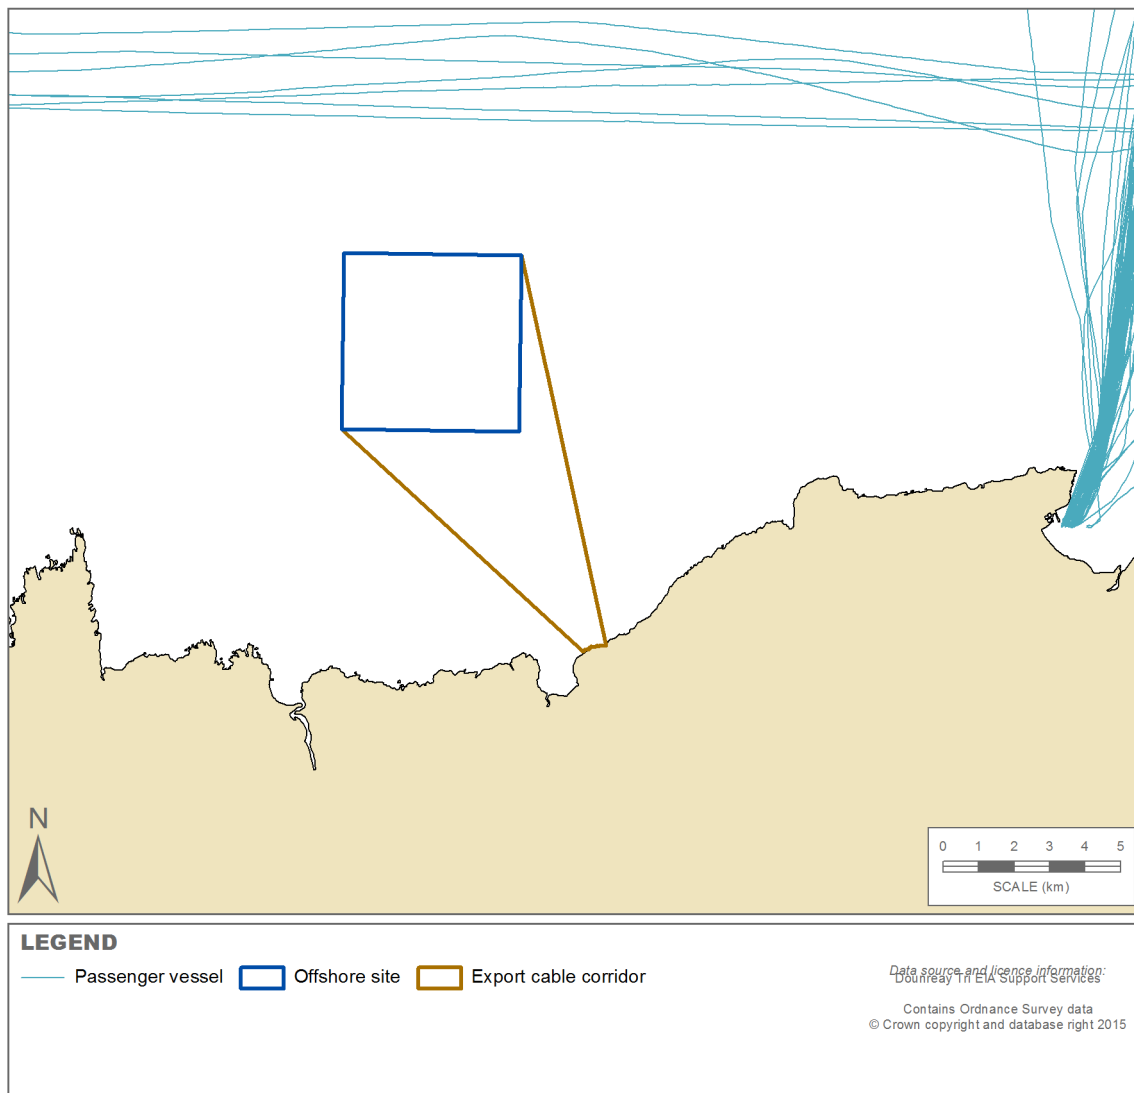 N
0 1 2 3 4 5
SCALE (km)
LEGEND
Passenger vessel Offshore site Export cable corridor
Data source and licence information:
Dounreay Tri EIA Support Services
Contains Ordnance Survey data
© Crown copyright and database right 2015